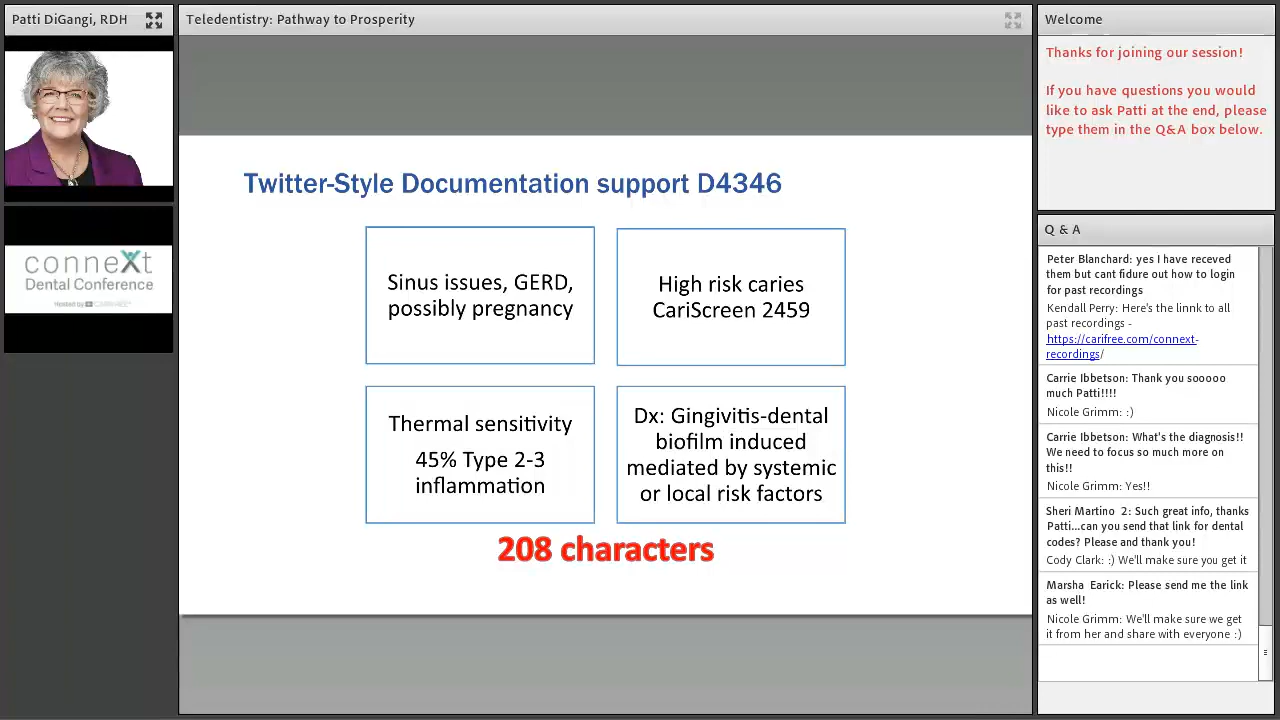 Patti DiGangi, RDH
Teledentistry: Pathway to Prosperity
Welcome
Thanks for joining our session!
If you have questions you would
like to ask Patti at the end, please
type them in the Q&A box below.
conneXt
Dental Conference
Hosted by
Twitter-Style Documentation support D4346
Sinus issues, GERD,
possibly pregnancy
High risk caries
CariScreen 2459
Thermal sensitivity
45% Type 2-3
inflammation
Dx: Gingivitis-dental
biofilm induced
mediated by systemic
or local risk factors
208 characters
Q & A
Peter Blanchard: yes I have receved
them but cant fidure out how to login
for past recordings
Kendall Perry: Here's the linnk to all
past recordings -
https://carifree.com/connext-
recordings/
Carrie Ibbetson: Thank you sooooo
much Patti!!!!
Nicole Grimm: :)
Carrie Ibbetson: What's the diagnosis!!
We need to focus so much more on
this!!
Nicole Grimm: Yes!!
Sheri Martino 2: Such great info, thanks
Patti...can you send that link for dental
codes? Please and thank you!
Cody Clark: :) We'll make sure you get it
Marsha Earick: Please send me the link
as well!
Nicole Grimm: We'll make sure we get
it from her and share with everyone :)